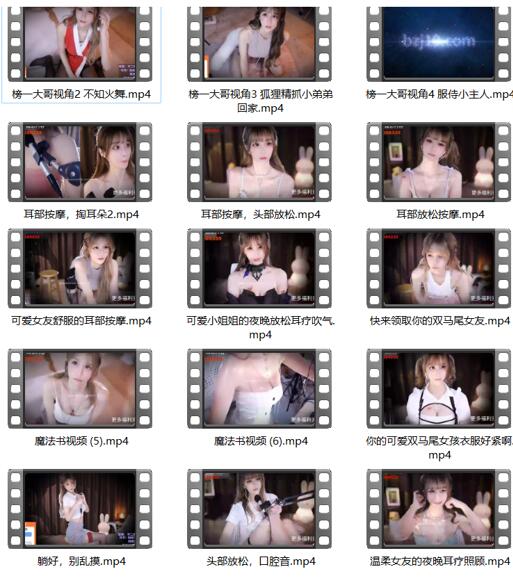 榜一大哥视角2 不知火舞.mp4
榜一大哥视角3 狐狸精抓小弟弟
回家.mp4
榜一大哥视角4 服侍小主人.mp4
耳部按摩，掏耳朵2.mp4
耳部按摩，头部放松.mp4
耳部放松按摩.mp4
可爱女友舒服的耳部按摩.mp4
可爱小姐姐的夜晚放松耳疗吹气.
mp4
快来领取你的双马尾女友.mp4
魔法书视频 (5).mp4
魔法书视频 (6).mp4
你的可爱双马尾女孩衣服好紧啊.
mp4
躺好，别乱摸.mp4
头部放松，口腔音.mp4
温柔女友的夜晚耳疗照顾.mp4